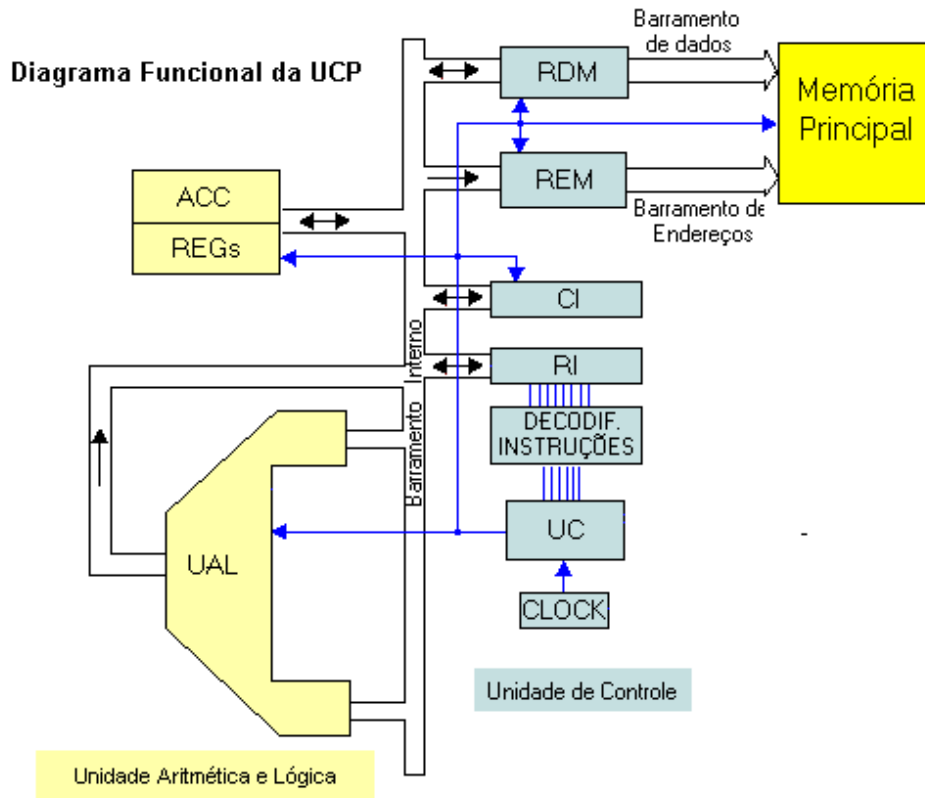 Diagrama Funcional da UCP
Barramento
de dados
RDM
Memória
Principal
REM
Barramento de
Endereços
ACC
REGs
CI
Barramento Interno
RI
DECODIF.
INSTRUÇÕES
UAL
UC
-
CLOCK
Unidade de Controle
Unidade Aritmética e Lógica